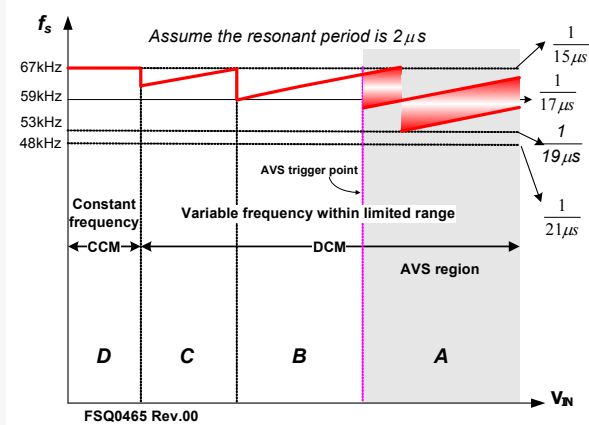 fs
Assume the resonant period is 2μs
67kHz
59kHz
53kHz
48kHz
1
15μs
1
17μs
1
19μs
1
21μs
AVS trigger point
Constant
frequency
Variable frequency within limited range
CCM
DCM
AVS region
D
C
B
A
VIN
FSQ0465 Rev.00